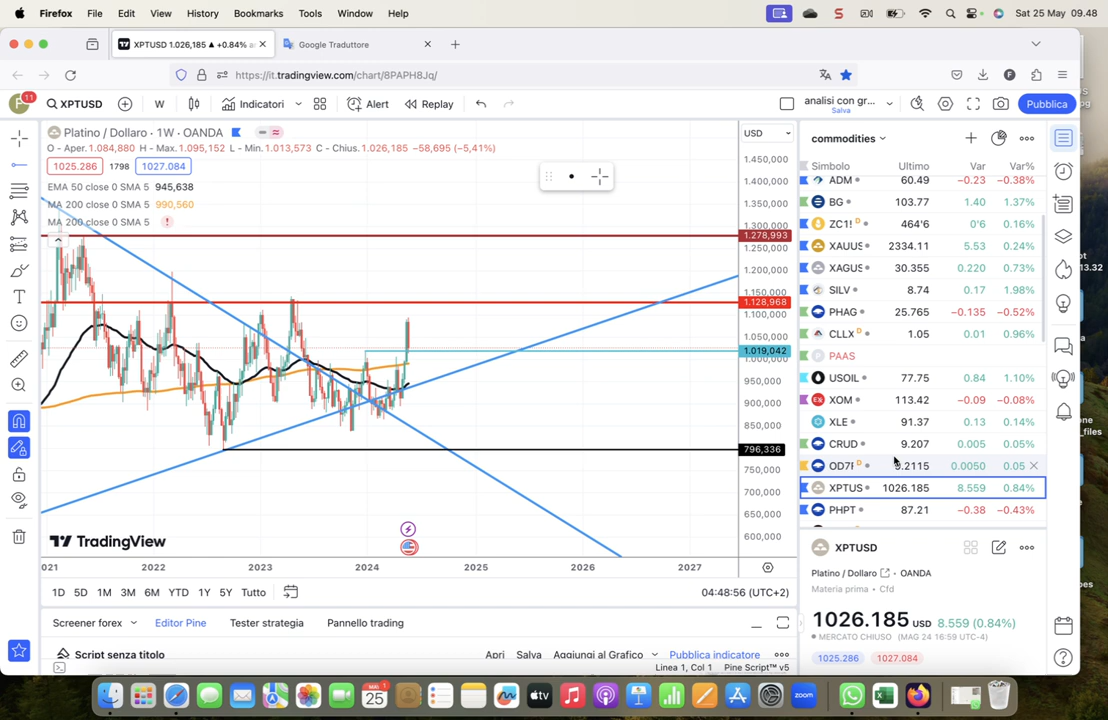 Firefox File Edit View History Bookmarks Tools Window Help Sat 25 May 09.48
XPTUSD 1.026,185 ▲ +0.84% Google Traduttore
https://it.tradingview.com/chart/8PAPH8Jq/
11 XPTUSD W Indicatori Alert Replay analisi con gr... Salva Pubblica
Platino / Dollaro · 1W · OANDA
O - Aper.1.084,880 H - Max.1.095,152 L - Min.1.013,573 C - Chius.1.026,185 −58,695 (−5,41%)
1025.286 1798 1027.084
EMA 50 close 0 SMA 5 945,638
MA 200 close 0 SMA 5 990,560
MA 200 close 0 SMA 5
USD
1.450,000
1.400,000
1.350,000
1.300,000
1.278,993
1.250,000
1.200,000
1.150,000
1.128,968
1.100,000
1.050,000
1.019,042
1.000,000
950,000
900,000
850,000
796,336
750,000
700,000
650,000
600,000
TradingView
021 2022 2023 2024 2025 2026 2027
1D 5D 1M 3M 6M YTD 1Y 5Y Tutto 04:48:56 (UTC+2)
Screener forex Editor Pine Tester strategia Pannello trading
Script senza titolo Apri Salva Aggiungi al Grafico Pubblica indicatore
Linea 1, Col 1 Pine Script™ v5
commodities
Simbolo Ultimo Var Var%
ADM 60.49 −0.23 −0.38%
BG 103.77 1.40 1.37%
ZC1! D 464'6 0'6 0.16%
XAUUS 2334.11 5.53 0.24%
XAGUS 30.355 0.220 0.73%
SILV 8.74 0.17 1.98%
PHAG 25.765 −0.135 −0.52%
CLLX D 1.05 0.01 0.96%
PAAS
USOIL 77.75 0.84 1.10%
XOM 113.42 −0.09 −0.08%
XLE 91.37 0.13 0.14%
CRUD 9.207 0.005 0.05%
OD7F D .2115 0.0050 0.05
XPTUS 1026.185 8.559 0.84%
PHPT 87.21 −0.38 −0.43%
XPTUSD
Platino / Dollaro · OANDA
Materia prima • Cfd
1026.185 USD 8.559 (0.84%)
MERCATO CHIUSO (MAG 24 16:59 UTC-4)
1025.286 1027.084
MAG
25
zoom